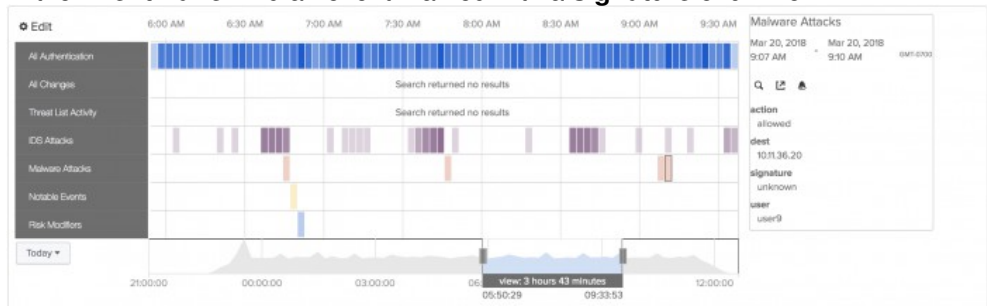 Edit
6:00 AM 6:30 AM 7:00 AM 7:30 AM 8:00 AM 8:30 AM 9:00 AM 9:30 AM
All Authentication
All Changes
Search returned no results
Threat List Activity
Search returned no results
IDS Attacks
Malware Attacks
Notable Events
Risk Modifiers
Today
21:00:00 00:00:00 03:00:00 06: 12:00:00
view: 3 hours 43 minutes
05:50:29 09:33:53
Malware Attacks
Mar 20, 2018 - Mar 20, 2018
9:07 AM 9:10 AM GMT-0700
action
allowed
dest
10.11.36.20
signature
unknown
user
user9